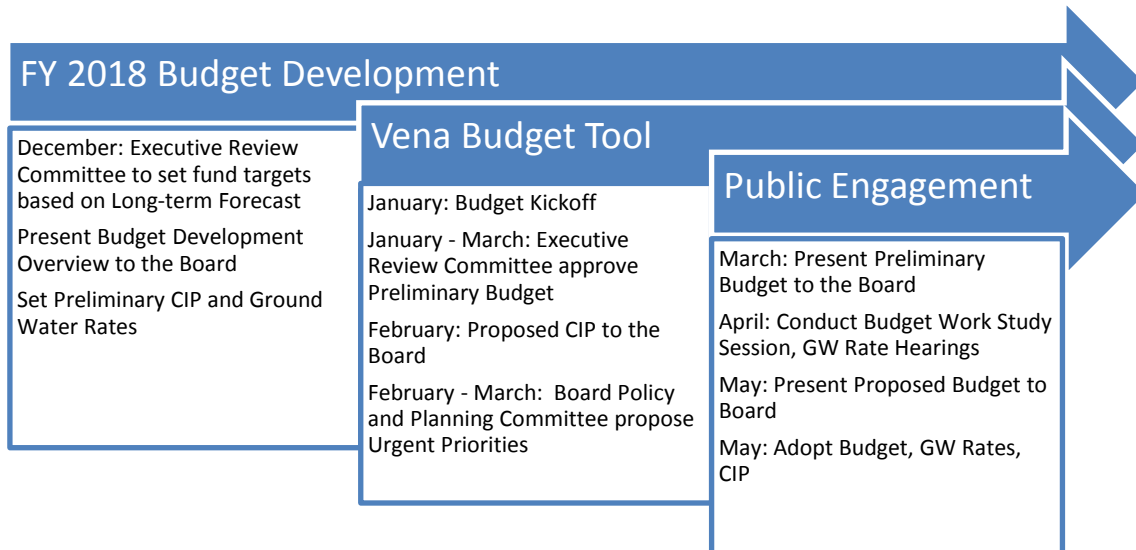 FY 2018 Budget Development
December: Executive Review
Committee to set fund targets
based on Long-term Forecast
Present Budget Development
Overview to the Board
Set Preliminary CIP and Ground
Water Rates
Vena Budget Tool
January: Budget Kickoff
January - March: Executive
Review Committee approve
Preliminary Budget
February: Proposed CIP to the
Board
February - March:  Board Policy
and Planning Committee propose
Urgent Priorities
Public Engagement
March: Present Preliminary
Budget to the Board
April: Conduct Budget Work Study
Session, GW Rate Hearings
May: Present Proposed Budget to
Board
May: Adopt Budget, GW Rates,
CIP